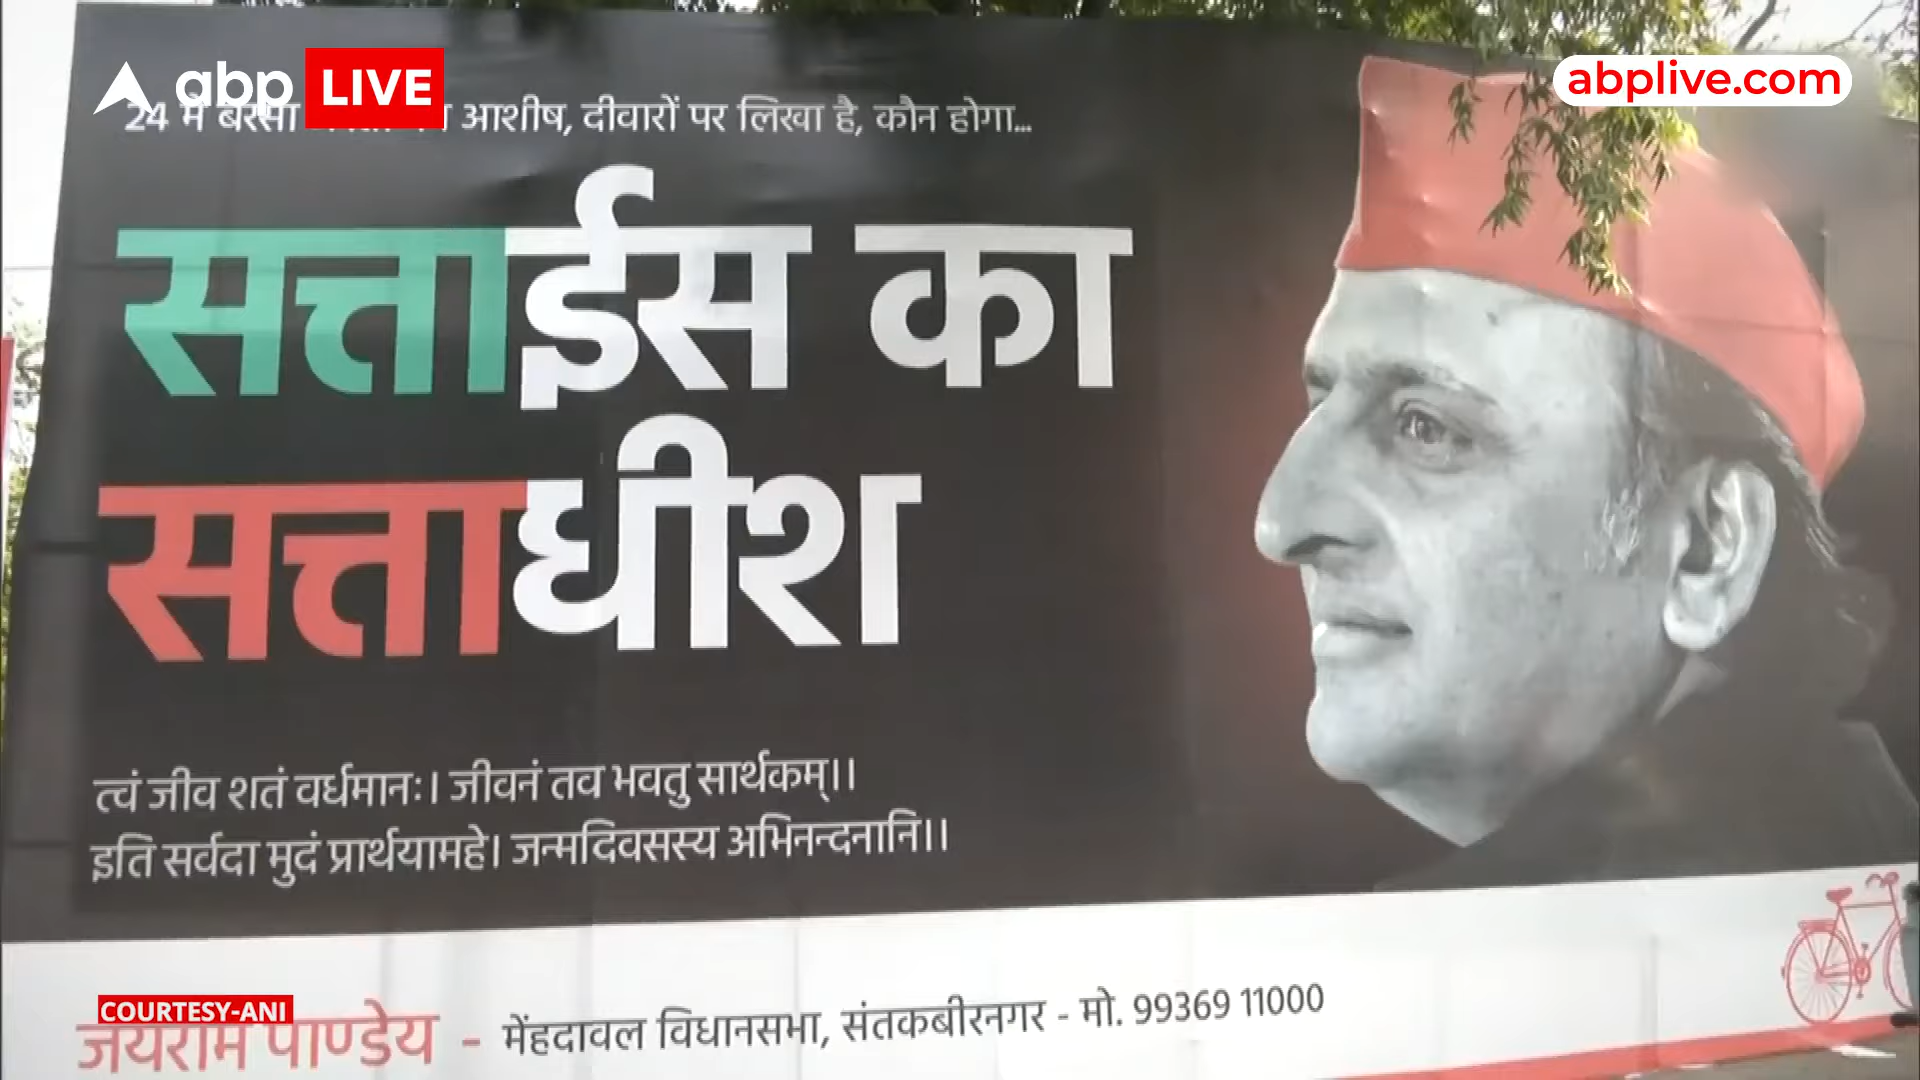 abp LIVE
abplive.com
24 में बरसा आशीष, दीवारों पर लिखा है, कौन होगा...
सत्ताईस का
सत्ताधीश
त्वं जीव शतं वर्धमानः। जीवनं तव भवतु सार्थकम्।।
इति सर्वदा मुदं प्रार्थयामहे। जन्मदिवसस्य अभिनन्दनानि।।
COURTESY-ANI
जयराम पाण्डेय - मेंहदावल विधानसभा, संतकबीरनगर - मो. 99369 11000